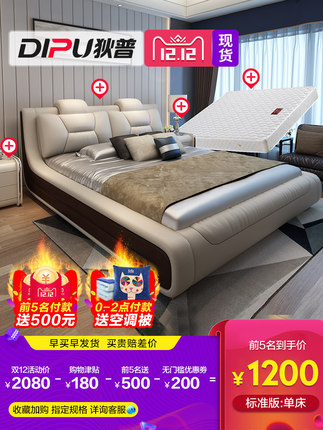 DIPU狄普
12.12
现货
12.12
前5名付款
送500元
0-2点付款
送空调被
早买早发货 买贵赔差价
双12活动价 购物津贴 前5名送 无门槛优惠券
¥2080-¥180-¥500-¥200=
收藏加购 指定规格 详询客服
前5名到手价
¥1200
标准版:单床